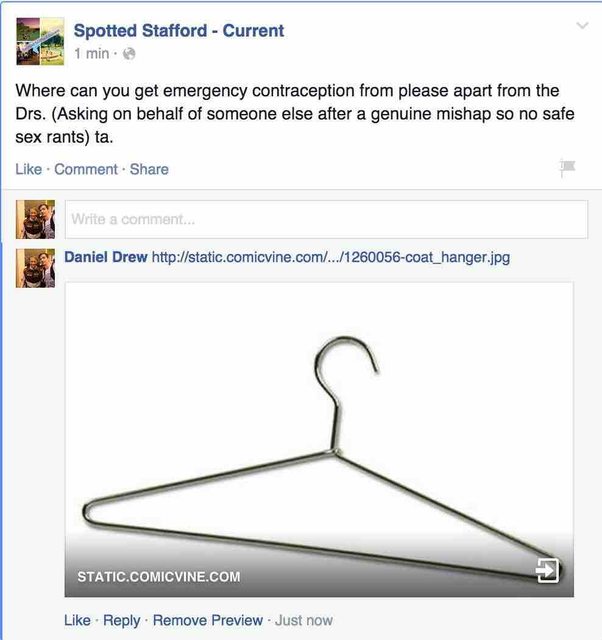 Spotted Stafford - Current
1 min ·
Where can you get emergency contraception from please apart from the
Drs. (Asking on behalf of someone else after a genuine mishap so no safe
sex rants) ta.
Like · Comment · Share
Write a comment...
Daniel Drew http://static.comicvine.com/.../1260056-coat_hanger.jpg
STATIC.COMICVINE.COM
Like · Reply · Remove Preview · Just now